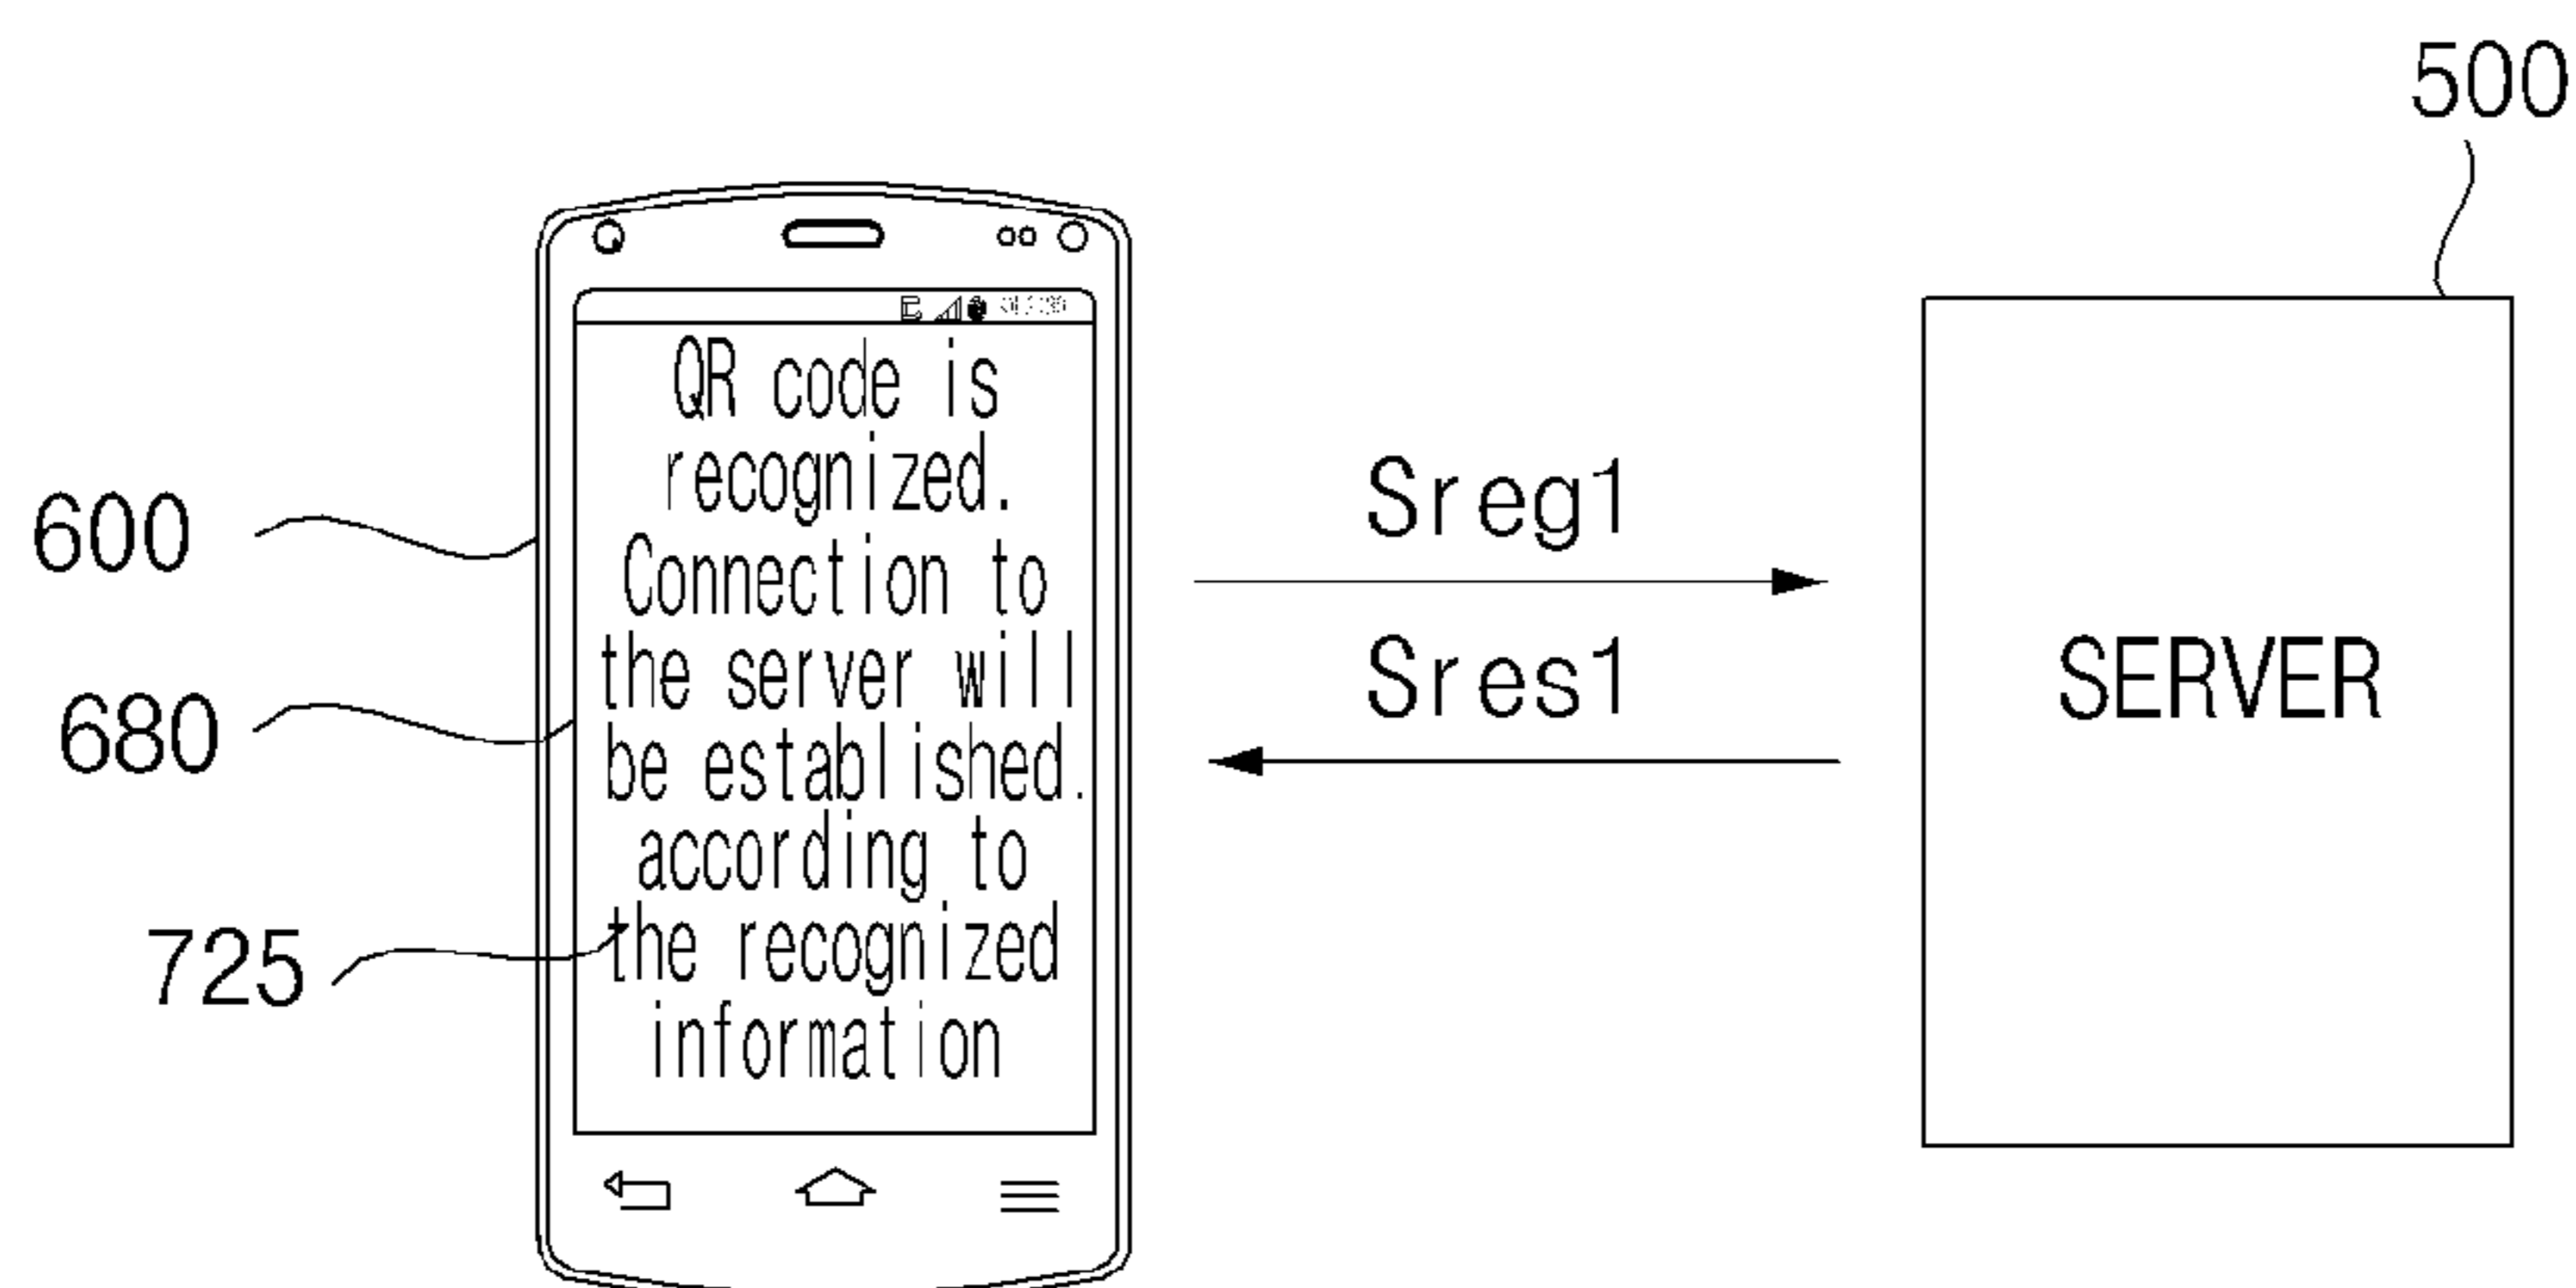 500
QR code is
recognized.
Connection to
the server will
be established.
according to
the recognized
information
600
680
725
Sreg1
Sres1
SERVER